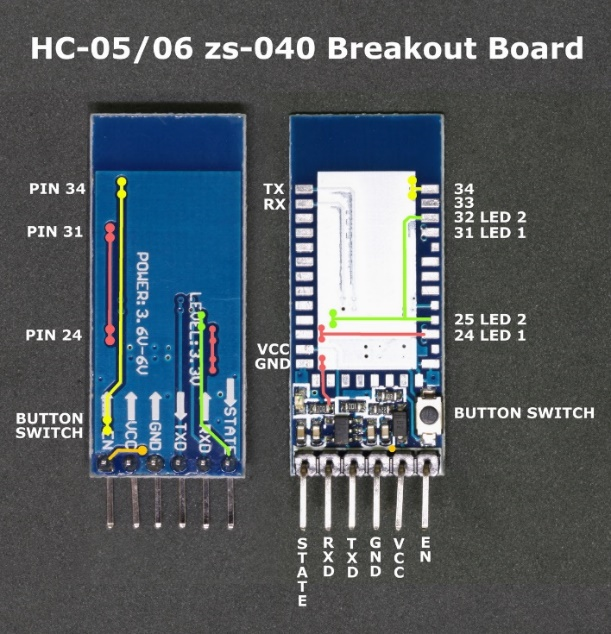 HC-05/06 zs-040 Breakout Board
PIN 34
PIN 31
PIN 24
BUTTON
SWITCH
POWER:3.6V-6V
LEVEL:3.3V
EN
VCC
GND
TXD
RXD
STATE
TX
RX
VCC
GND
34
33
32 LED 2
31 LED 1
25 LED 2
24 LED 1
BUTTON SWITCH
STATE
RXD
TXD
GND
VCC
EN